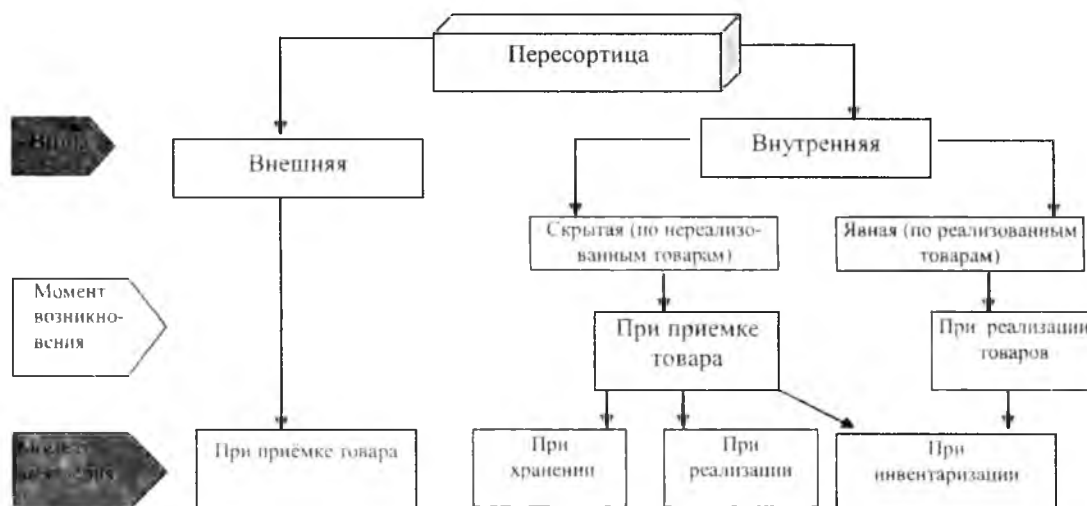 Пересортица
Внешняя
Внутренняя
Скрытая (по нереализо-
ванным товарам)
Явная (по реализованным
товарам)
Момент
возникно-
вения
При приемке
товара
При реализации
товаров
При приёмке товара
При
хранении
При
реализации
При
инвентаризации